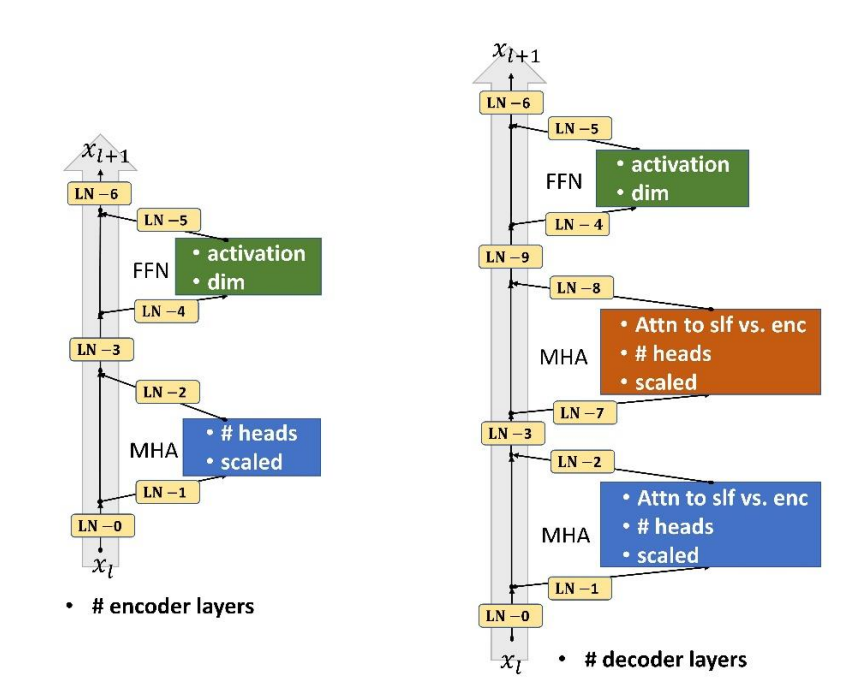 x_{l+1}
LN −6
LN −5
• activation
• dim
FFN
LN −4
LN −3
LN −2
• # heads
• scaled
MHA
LN −1
LN −0
x_l
• # encoder layers
x_{l+1}
LN −6
LN −5
• activation
• dim
FFN
LN − 4
LN −9
LN −8
• Attn to slf vs. enc
• # heads
• scaled
MHA
LN −7
LN −3
LN −2
• Attn to slf vs. enc
• # heads
• scaled
MHA
LN −1
LN −0
x_l
• # decoder layers